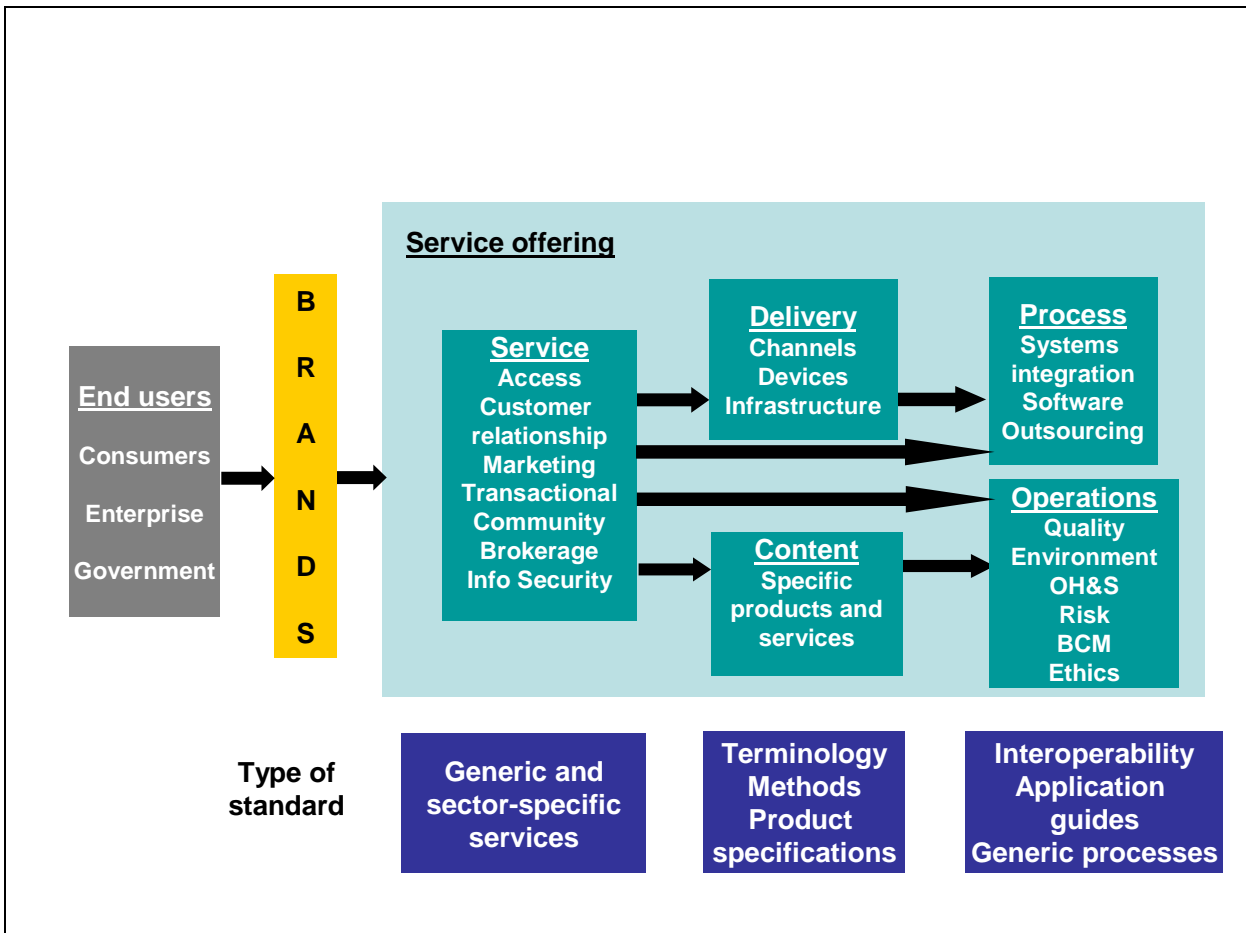 Service offering
End users
Consumers
Enterprise
Government
B
R
A
N
D
S
Service
Access
Customer
relationship
Marketing
Transactional
Community
Brokerage
Info Security
Delivery
Channels
Devices
Infrastructure
Content
Specific
products and
services
Process
Systems
integration
Software
Outsourcing
Operations
Quality
Environment
OH&S
Risk
BCM
Ethics
Type of
standard
Generic and
sector-specific
services
Terminology
Methods
Product
specifications
Interoperability
Application
guides
Generic processes